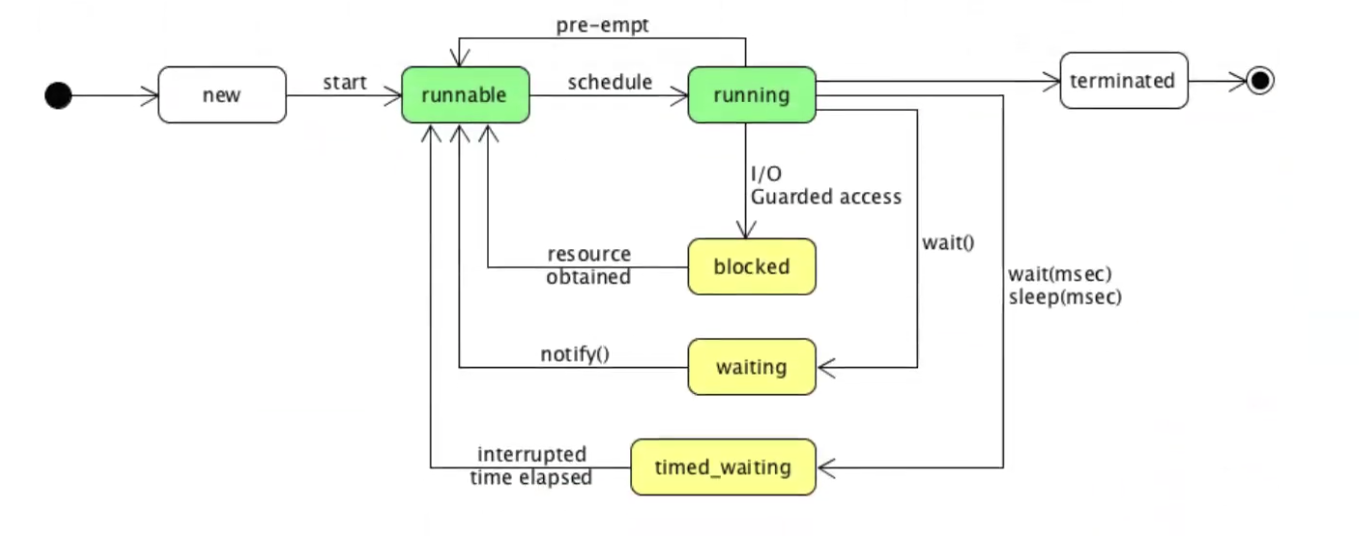 pre-empt
new
start
runnable
schedule
running
terminated
I/O
Guarded access
resource
obtained
blocked
wait()
wait(msec)
sleep(msec)
notify()
waiting
interrupted
time elapsed
timed_waiting